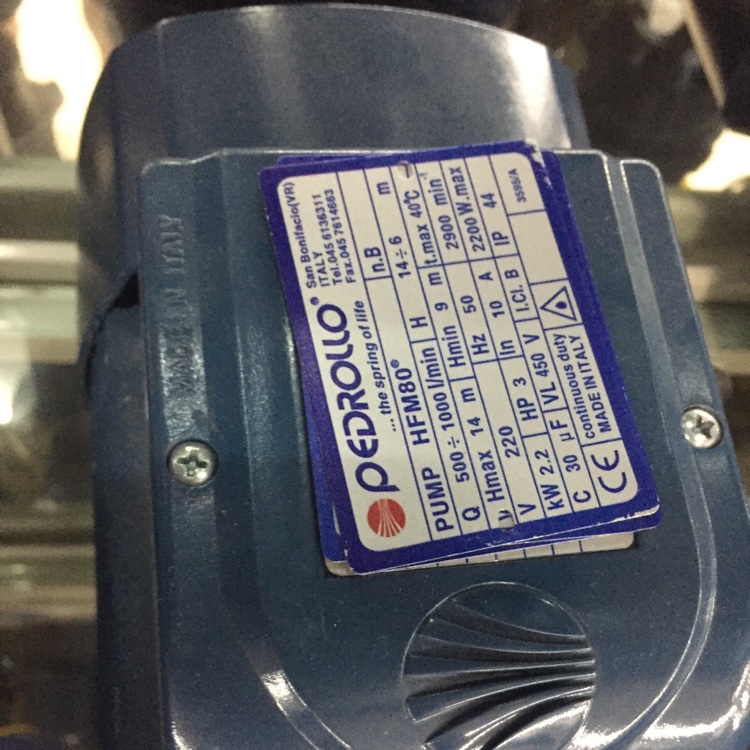 MADE IN ITALY
PEDROLLO®
... the spring of life
San Bonifacio(VR)
ITALY
Tel.045 6136311
Fax.045 7614663
PUMP HFM80® n.B
Q 500÷1000 l/min H 14÷6 m
Hmax 14 m Hmin 9 m t.max 40°C
V 220 Hz 50 2900 min-1
kW 2.2 HP 3 In 10 A 2200 W.max
C 30 µF VL 450 V I.Cl. B IP 44
CE continuous duty
MADE IN ITALY
3595/A